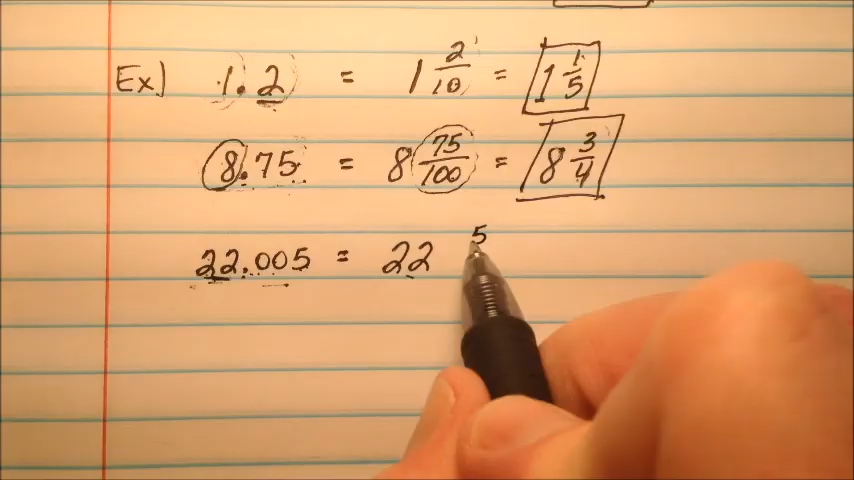 Ex) 1.2 = 1 2/10 = 1 1/5
8.75 = 8 75/100 = 8 3/4
22.005 = 22 5